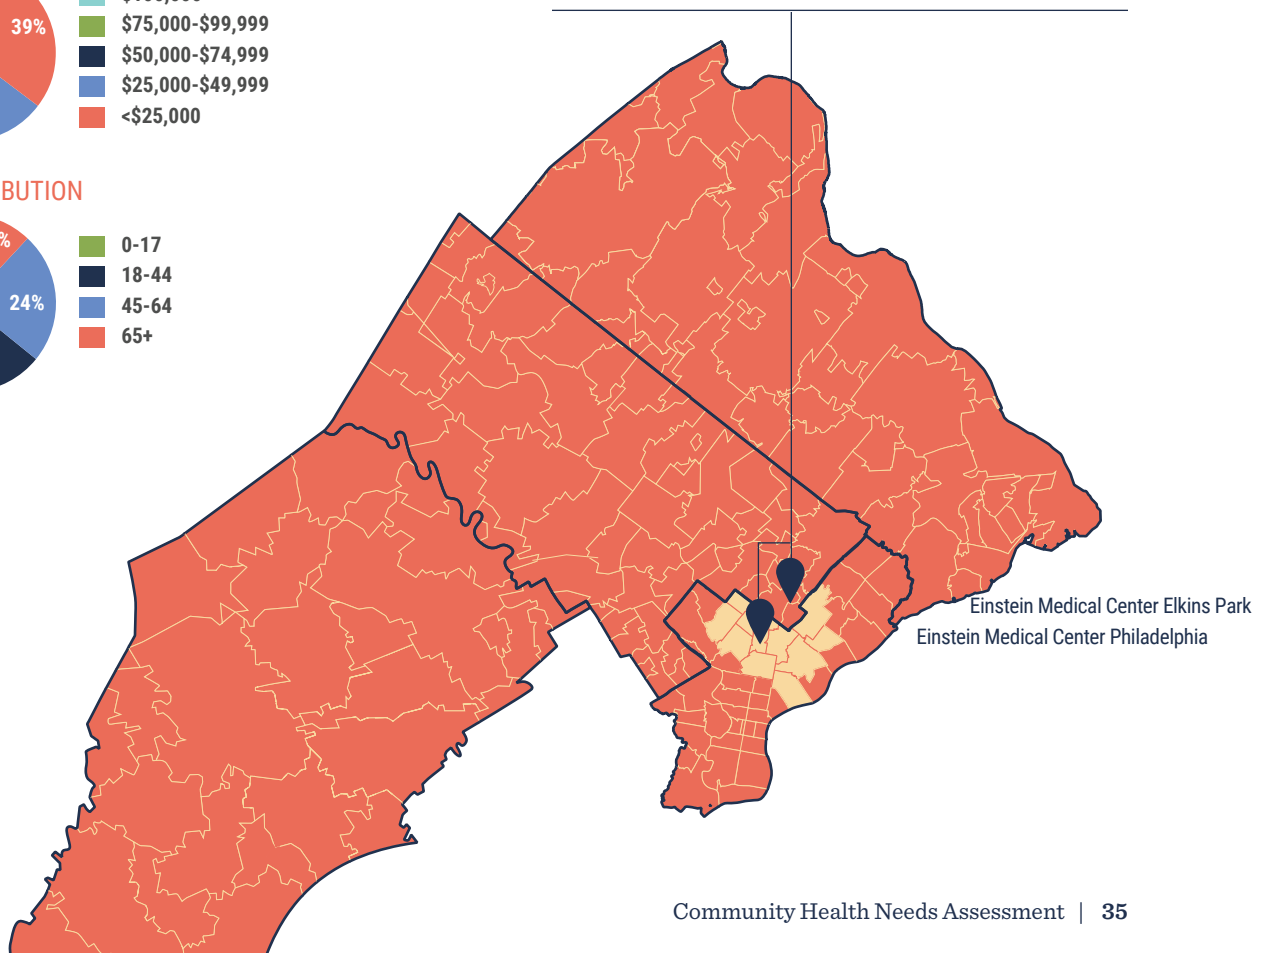 39%
$75,000-$99,999
$50,000-$74,999
$25,000-$49,999
<$25,000
BUTION
%
24%
0-17
18-44
45-64
65+
Einstein Medical Center Elkins Park
Einstein Medical Center Philadelphia
Community Health Needs Assessment | 35